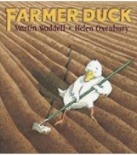 FARMER DUCK
Martin Waddell • Helen Oxenbury